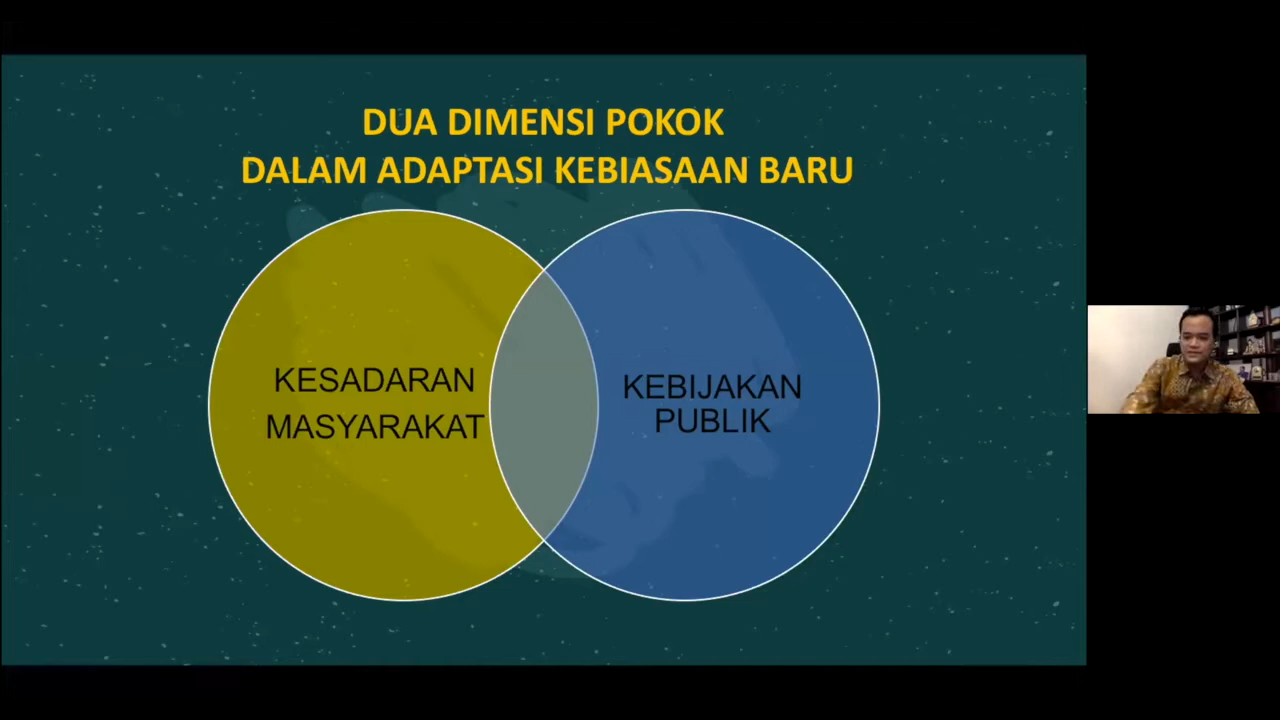 DUA DIMENSI POKOK
DALAM ADAPTASI KEBIASAAN BARU
KESADARAN
MASYARAKAT
KEBIJAKAN
PUBLIK